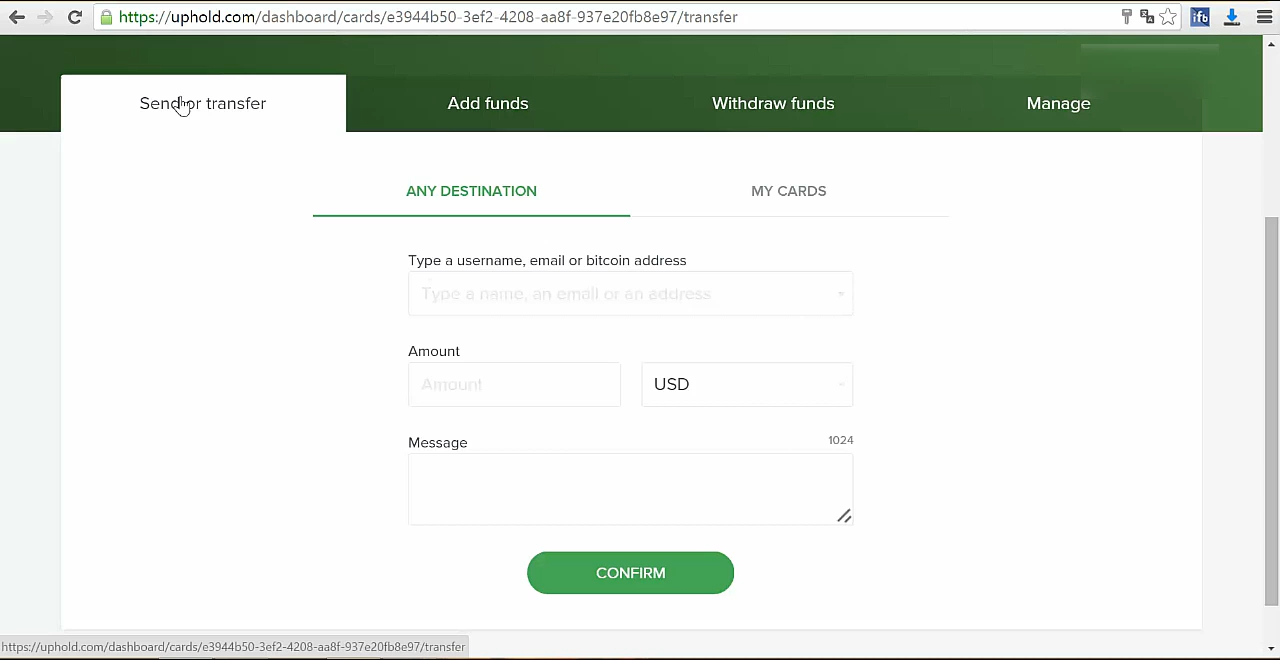 https://uphold.com/dashboard/cards/e3944b50-3ef2-4208-aa8f-937e20fb8e97/transfer
ifb
Send or transfer
Add funds
Withdraw funds
Manage
ANY DESTINATION
MY CARDS
Type a username, email or bitcoin address
Type a name, an email or an address
Amount
Amount
USD
Message
1024
CONFIRM
https://uphold.com/dashboard/cards/e3944b50-3ef2-4208-aa8f-937e20fb8e97/transfer